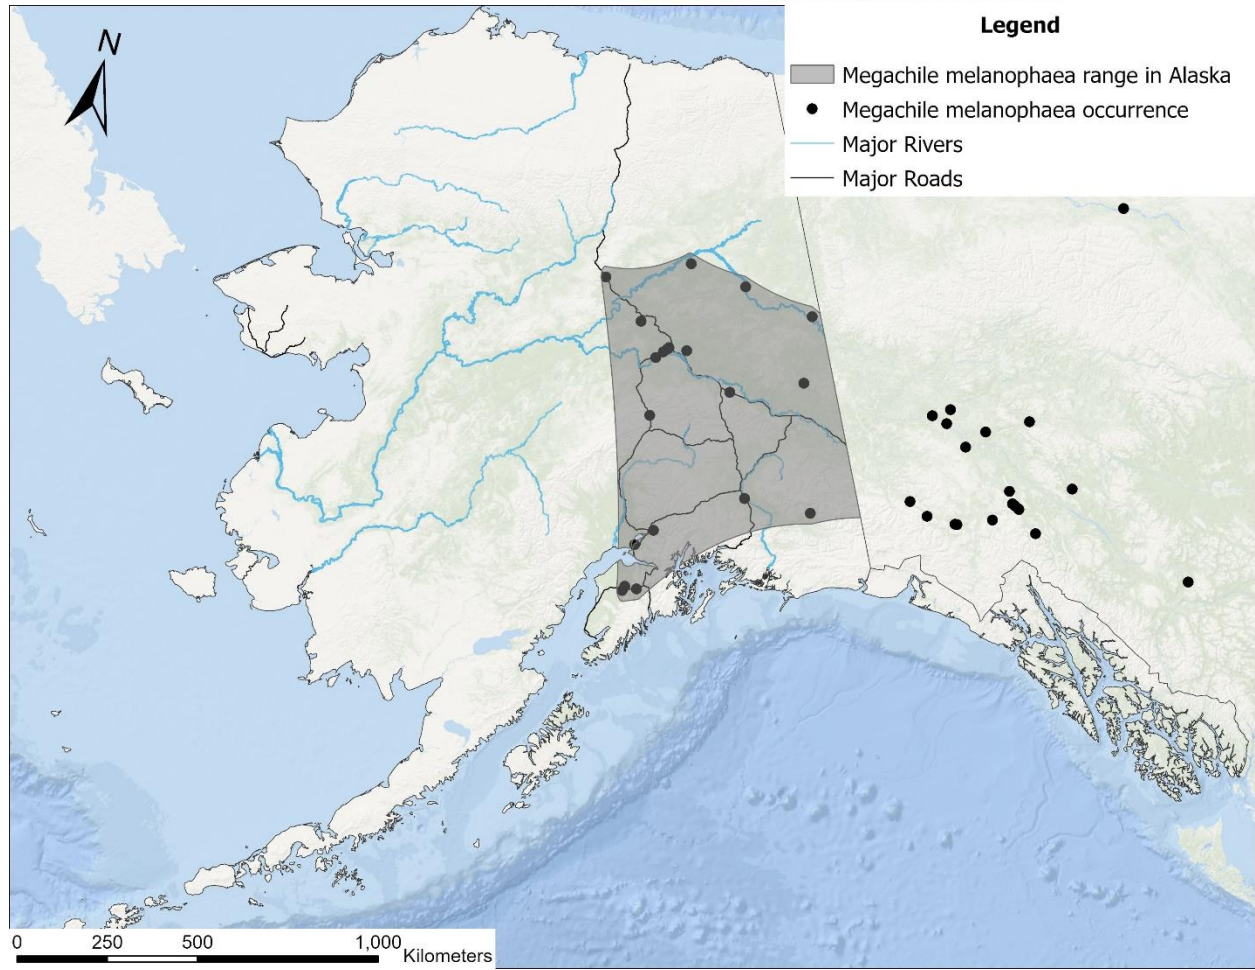 N
Legend
Megachile melanophaea range in Alaska
Megachile melanophaea occurrence
Major Rivers
Major Roads
0 250 500 1,000
Kilometers